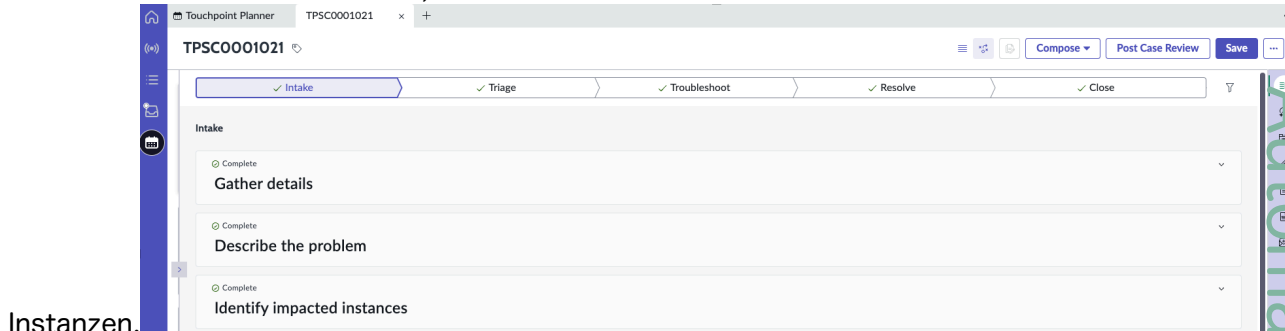 Touchpoint Planner TPSC0001021 × +
TPSC0001021
Compose Post Case Review Save ...
Intake Triage Troubleshoot Resolve Close
Intake
Complete
Gather details
Complete
Describe the problem
Complete
Identify impacted instances
Instanzen.